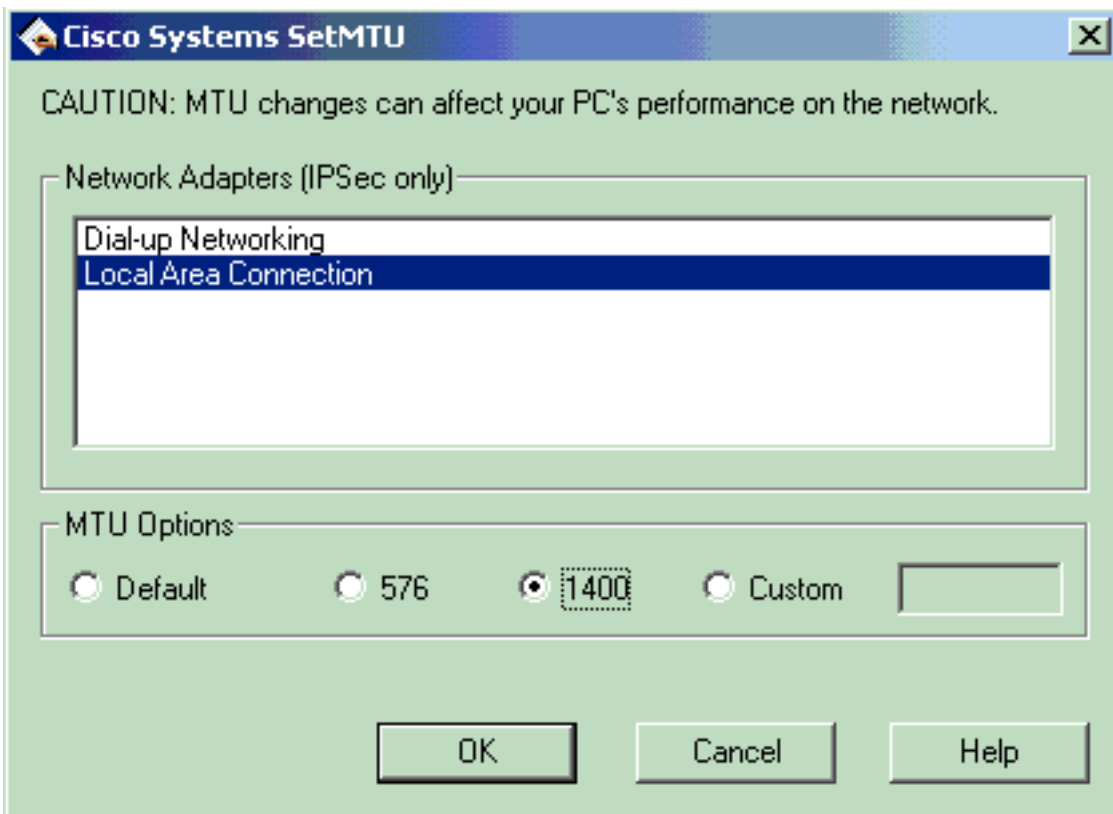 Cisco Systems SetMTU
CAUTION: MTU changes can affect your PC's performance on the network.
Network Adapters (IPSec only)
Dial-up Networking
Local Area Connection
MTU Options
Default 576 1400 Custom
OK Cancel Help